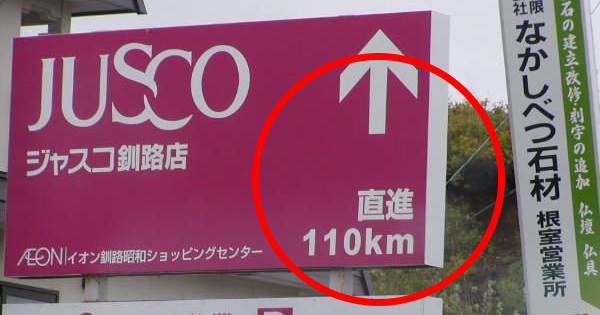 JUSCO
ジャスコ釧路店
直進
110km
ÆON イオン釧路昭和ショッピングセンター
社限
なかしべつ石材 根室営業所
石の建立・改修・刻字の追加 仏壇 仏具